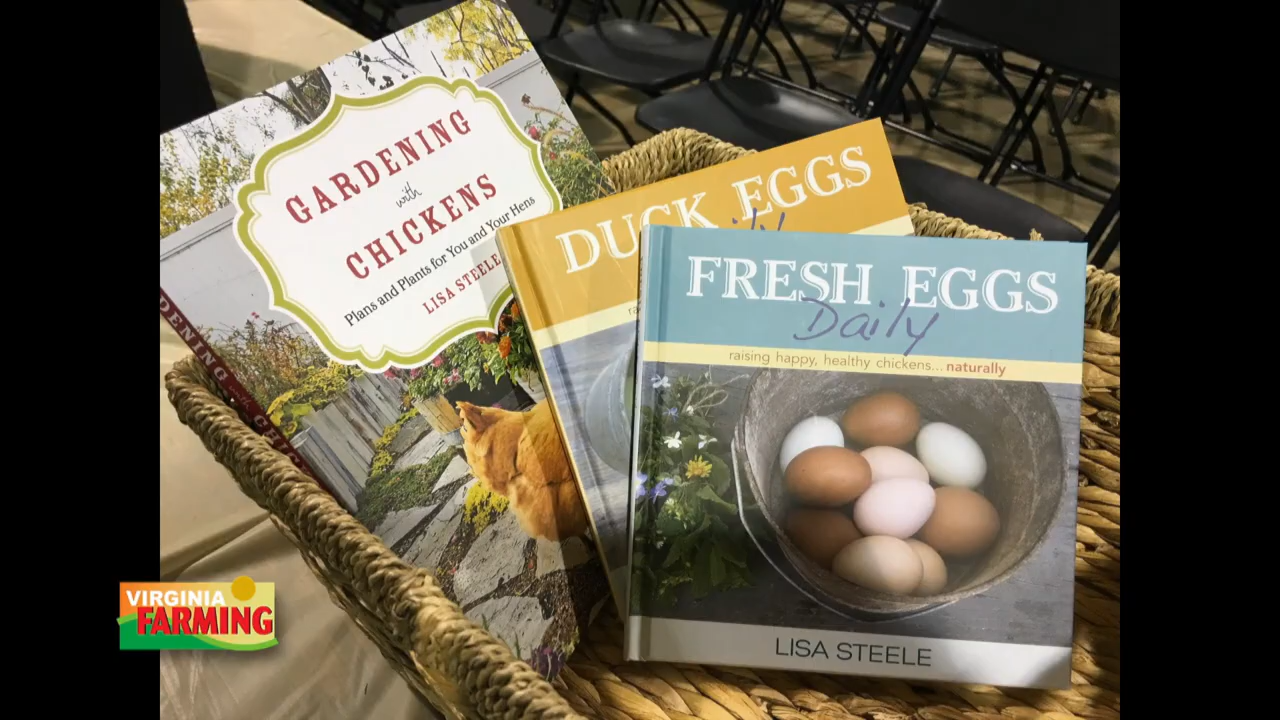 GARDENING
with
CHICKENS
Plans and Plants for You and Your Hens
LISA STEELE
DUCK EGGS
FRESH EGGS
Daily
raising happy, healthy chickens... naturally
LISA STEELE
VIRGINIA
FARMING